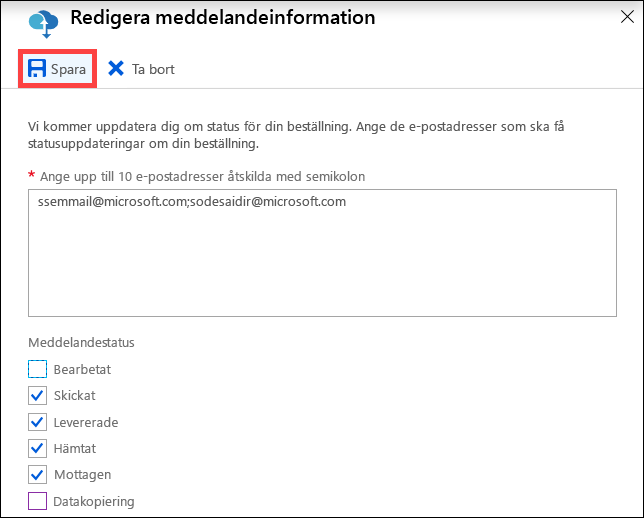 Redigera meddelandeinformation
Spara
Ta bort
Vi kommer uppdatera dig om status för din beställning. Ange de e-postadresser som ska få
statusuppdateringar om din beställning.
* Ange upp till 10 e-postadresser åtskilda med semikolon
ssemmail@microsoft.com;sodesaidir@microsoft.com
Meddelandestatus
Bearbetat
Skickat
Levererade
Hämtat
Mottagen
Datakopiering